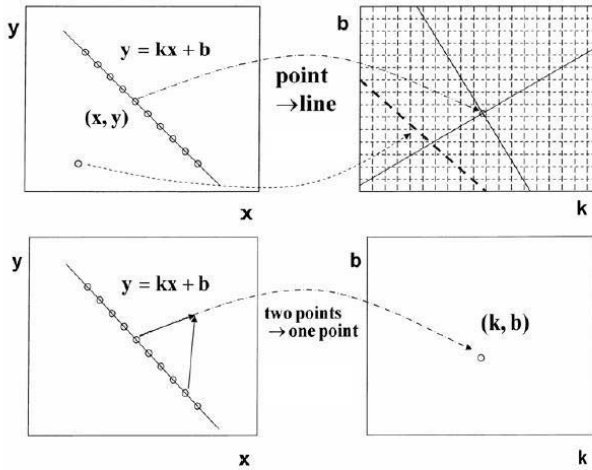 y
y = kx + b
(x, y)
x
point
→line
b
k
y
y = kx + b
x
two points
→ one point
b
(k, b)
k